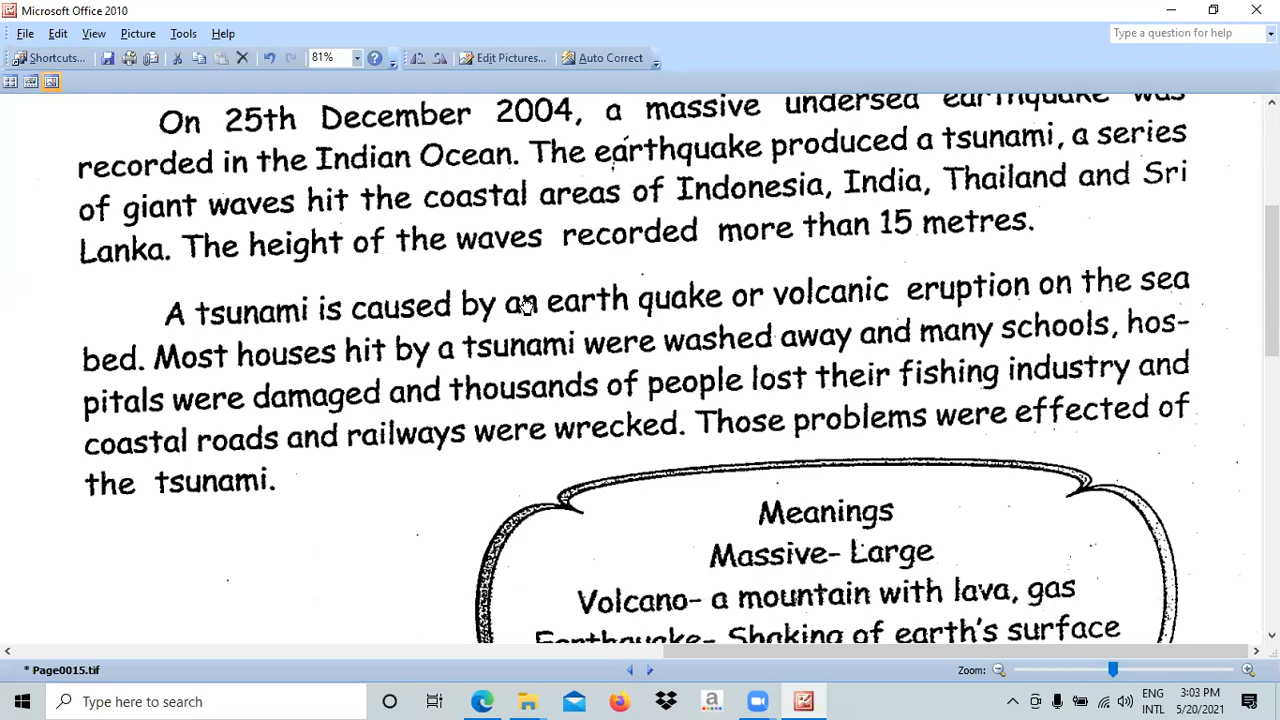 Microsoft Office 2010
File Edit View Picture Tools Help
Type a question for help
Shortcuts... 81% Edit Pictures... Auto Correct
On 25th December 2004, a massive undersea earthquake was
recorded in the Indian Ocean. The earthquake produced a tsunami, a series
of giant waves hit the coastal areas of Indonesia, India, Thailand and Sri
Lanka. The height of the waves recorded more than 15 metres.
A tsunami is caused by an earth quake or volcanic eruption on the sea
bed. Most houses hit by a tsunami were washed away and many schools, hos-
pitals were damaged and thousands of people lost their fishing industry and
coastal roads and railways were wrecked. Those problems were effected of
the tsunami.
Meanings
Massive- Large
Volcano- a mountain with lava, gas
Earthquake- Shaking of earth's surface
* Page0015.tif Zoom:
Type here to search
ENG 3:03 PM
INTL 5/20/2021